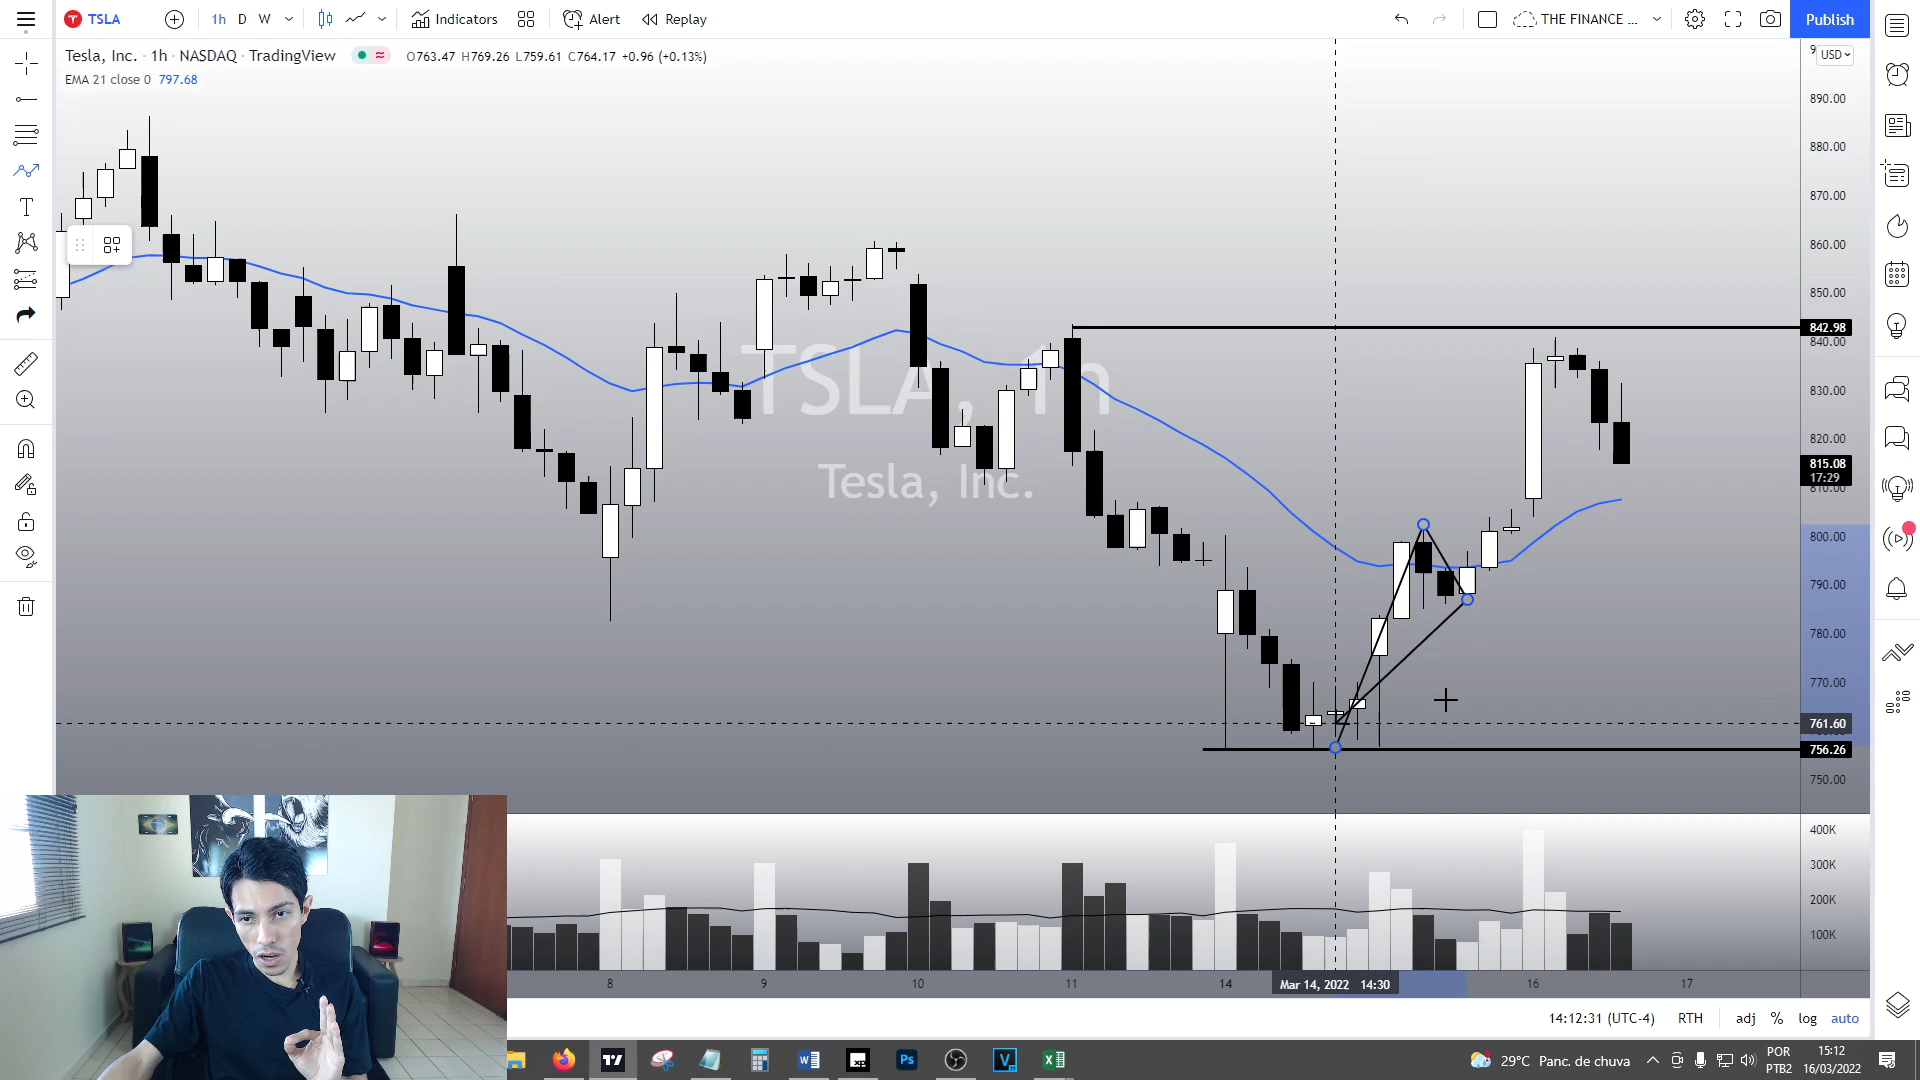 TSLA 1h D W Indicators Alert Replay THE FINANCE ... Publish
Tesla, Inc. · 1h · NASDAQ · TradingView O763.47 H769.26 L759.61 C764.17 +0.96 (+0.13%)
USD
EMA 21 close 0 797.68
890.00
880.00
870.00
860.00
850.00
842.98
840.00
830.00
820.00
815.08
17:29
810.00
800.00
790.00
780.00
770.00
761.60
756.26
750.00
TSLA, 1h
Tesla, Inc.
400K
300K
200K
100K
8 9 10 11 14 Mar 14, 2022 14:30 16 17
14:12:31 (UTC-4) RTH adj % log auto
29°C Panc. de chuva
POR
PTB2
15:12
16/03/2022